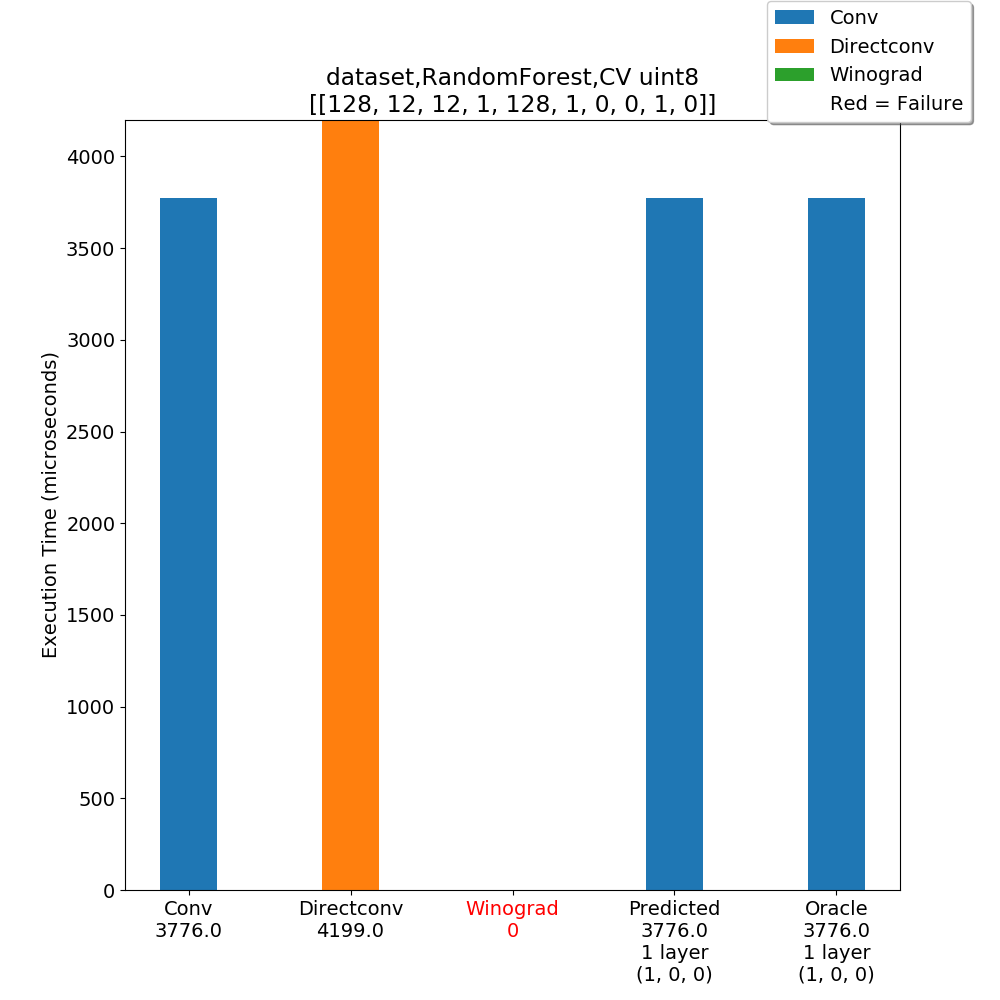 Conv
Directconv
Winograd
Red = Failure
dataset,RandomForest,CV uint8
[[128, 12, 12, 1, 128, 1, 0, 0, 1, 0]]
Execution Time (microseconds)
4000
3500
3000
2500
2000
1500
1000
500
0
Conv
3776.0
Directconv
4199.0
Winograd
0
Predicted
3776.0
1 layer
(1, 0, 0)
Oracle
3776.0
1 layer
(1, 0, 0)